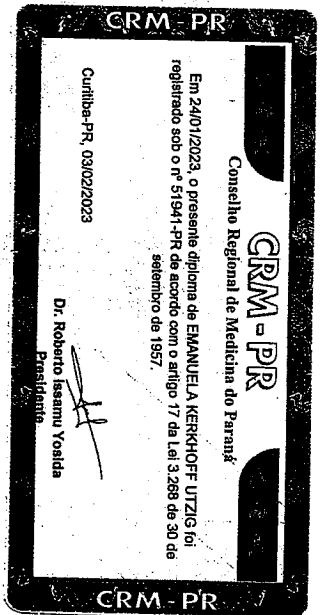 CRM-PR
CRM-PR
Conselho Regional de Medicina do Paraná
Em 24/01/2023, o presente diploma de EMANUELA KERKHOFF UTZIG foi
registrado sob o nº 51941-PR de acordo com o artigo 17 da Lei 3.268 de 30 de
setembro de 1957.
Curitiba-PR, 03/02/2023
Dr. Roberto Issamu Yosida
Presidente
CRM-PR